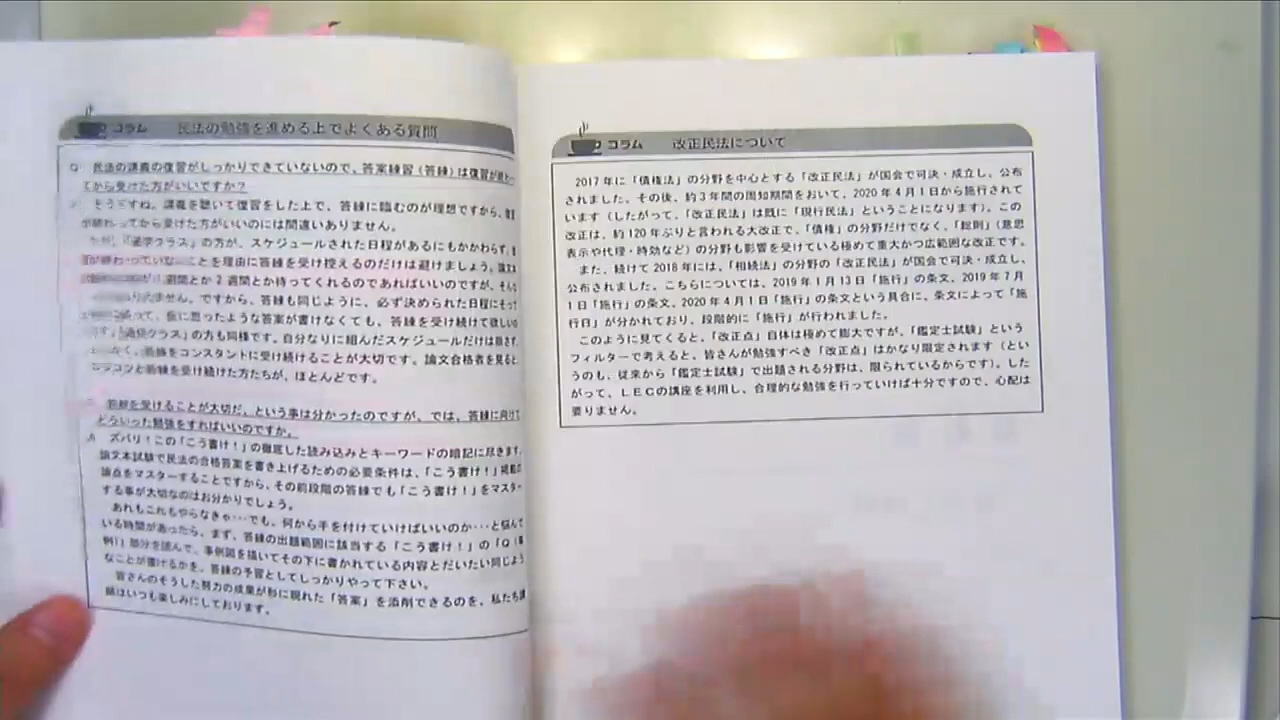 コラム 民法の勉強を進める上でよくある質問
Q 民法の講義の復習がしっかりできていないので、答案練習（答練）は復習が終わっ
てから受けた方がいいですか？
そうですね。講義を聴いて復習をした上で、答練に臨むのが理想ですから、復習
が終わってから受けた方がいいのには間違いありません。
ただ、「通学クラス」の方が、スケジュールされた日程があるにもかかわらず、
が終わっていないことを理由に答練を受け控えるのだけは避けましょう。論文本
週間とか2週間とか待ってくれるのであればいいのですが、そんな
りえません。ですから、答練も同じように、必ず決められた日程にそって
仮に思ったような答案が書けなくても、答練を受け続けて欲しいの
「通信クラス」の方も同様です。自分なりに組んだスケジュールだけは崩さず、
答練をコンスタントに受け続けることが大切です。論文合格者を見ると
コツコツと答練を受け続けた方たちが、ほとんどです。
答練を受けることが大切だ、という事は分かったのですが、では、答練に向けて
どういった勉強をすればいいのですか。
A ズバリ！この「こう書け！」の徹底した読み込みとキーワードの暗記に尽きます。
論文本試験で民法の合格答案を書き上げるための必要条件は、「こう書け！」掲載の
論点をマスターすることですから、その前段階の答練でも「こう書け！」をマスター
する事が大切なのはお分かりでしょう。
あれもこれもやらなきゃ…でも、何から手を付けていけばいいのか…と悩んで
いる時間があったら、まず、答練の出題範囲に該当する「こう書け！」の「Q（事
例）」部分を読んで、事例図を描いてその下に書かれている内容とだいたい同じよう
なことが書けるかを、答練の予習としてしっかりやって下さい。
皆さんのそうした努力の成果が形に現れた「答案」を添削できるのを、私たち講
師はいつも楽しみにしております。
コラム 改正民法について
2017年に「債権法」の分野を中心とする「改正民法」が国会で可決・成立し、公布
されました。その後、約3年間の周知期間をおいて、2020年4月1日から施行されて
います（したがって、「改正民法」は既に「現行民法」ということになります）。この
改正は、約120年ぶりと言われる大改正で、「債権」の分野だけでなく、「総則」（意思
表示や代理・時効など）の分野も影響を受けている極めて重大かつ広範囲な改正です。
また、続けて2018年には、「相続法」の分野の「改正民法」が国会で可決・成立し、
公布されました。こちらについては、2019年1月13日「施行」の条文、2019年7月
1日「施行」の条文、2020年4月1日「施行」の条文という具合に、条文によって「施
行日」が分かれており、段階的に「施行」が行われました。
このように見てくると、「改正点」自体は極めて膨大ですが、「鑑定士試験」という
フィルターで考えると、皆さんが勉強すべき「改正点」はかなり限定されます（とい
うのも、従来から「鑑定士試験」で出題される分野は、限られているからです）。した
がって、LECの講座を利用し、合理的な勉強を行っていけば十分ですので、心配は
要りません。